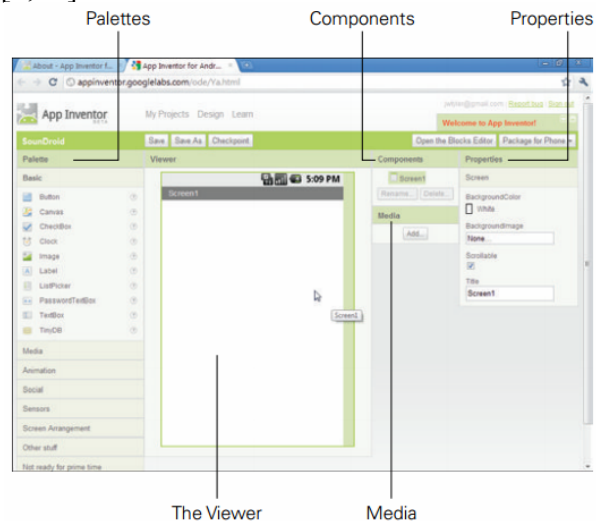 Palettes Components Properties
About - App Inventor f... App Inventor for Andr...
appinventor.googlelabs.com/ode/Ya.html
App Inventor
BETA
My Projects Design Learn
Report bug Sign out
Welcome to App Inventor!
SounDroid Save Save As Checkpoint Open the Blocks Editor Package for Phone
Palette Viewer Components Properties
Basic
Button
Canvas
CheckBox
Clock
Image
Label
ListPicker
PasswordTextBox
TextBox
TinyDB
Media
Animation
Social
Sensors
Screen Arrangement
Other stuff
Not ready for prime time
5:09 PM
Screen1
Screen1
Screen1
Rename... Delete...
Media
Add...
Screen
BackgroundColor
White
BackgroundImage
None...
Scrollable
Title
Screen1
The Viewer Media